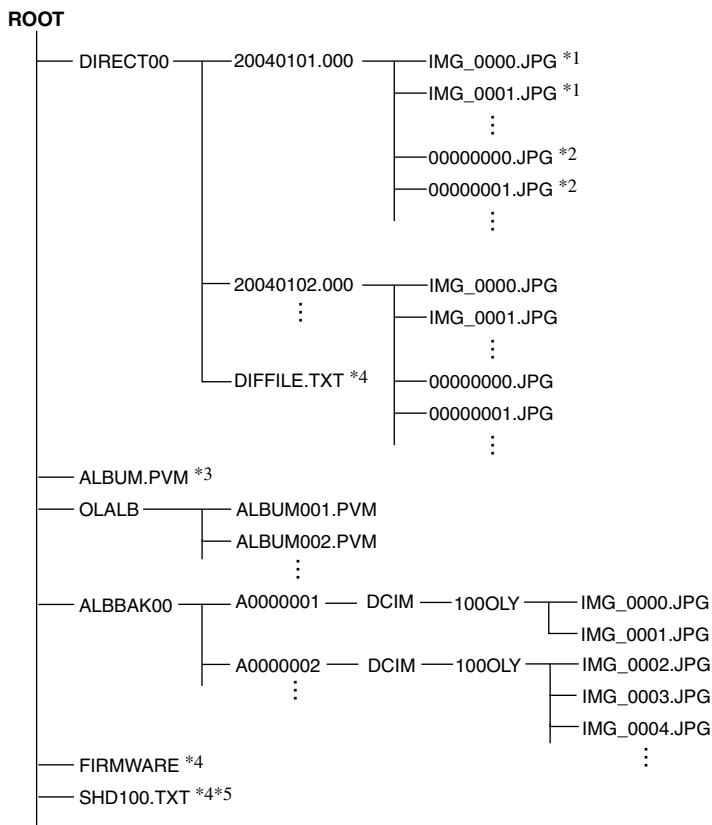 ROOT
DIRECT00 20040101.000 IMG_0000.JPG *1
IMG_0001.JPG *1
00000000.JPG *2
00000001.JPG *2
20040102.000 IMG_0000.JPG
IMG_0001.JPG
DIFFILE.TXT *4 00000000.JPG
00000001.JPG
ALBUM.PVM *3
OLALB ALBUM001.PVM
ALBUM002.PVM
ALBBAK00 A0000001 DCIM 100OLY IMG_0000.JPG
IMG_0001.JPG
A0000002 DCIM 100OLY IMG_0002.JPG
IMG_0003.JPG
IMG_0004.JPG
FIRMWARE *4
SHD100.TXT *4*5